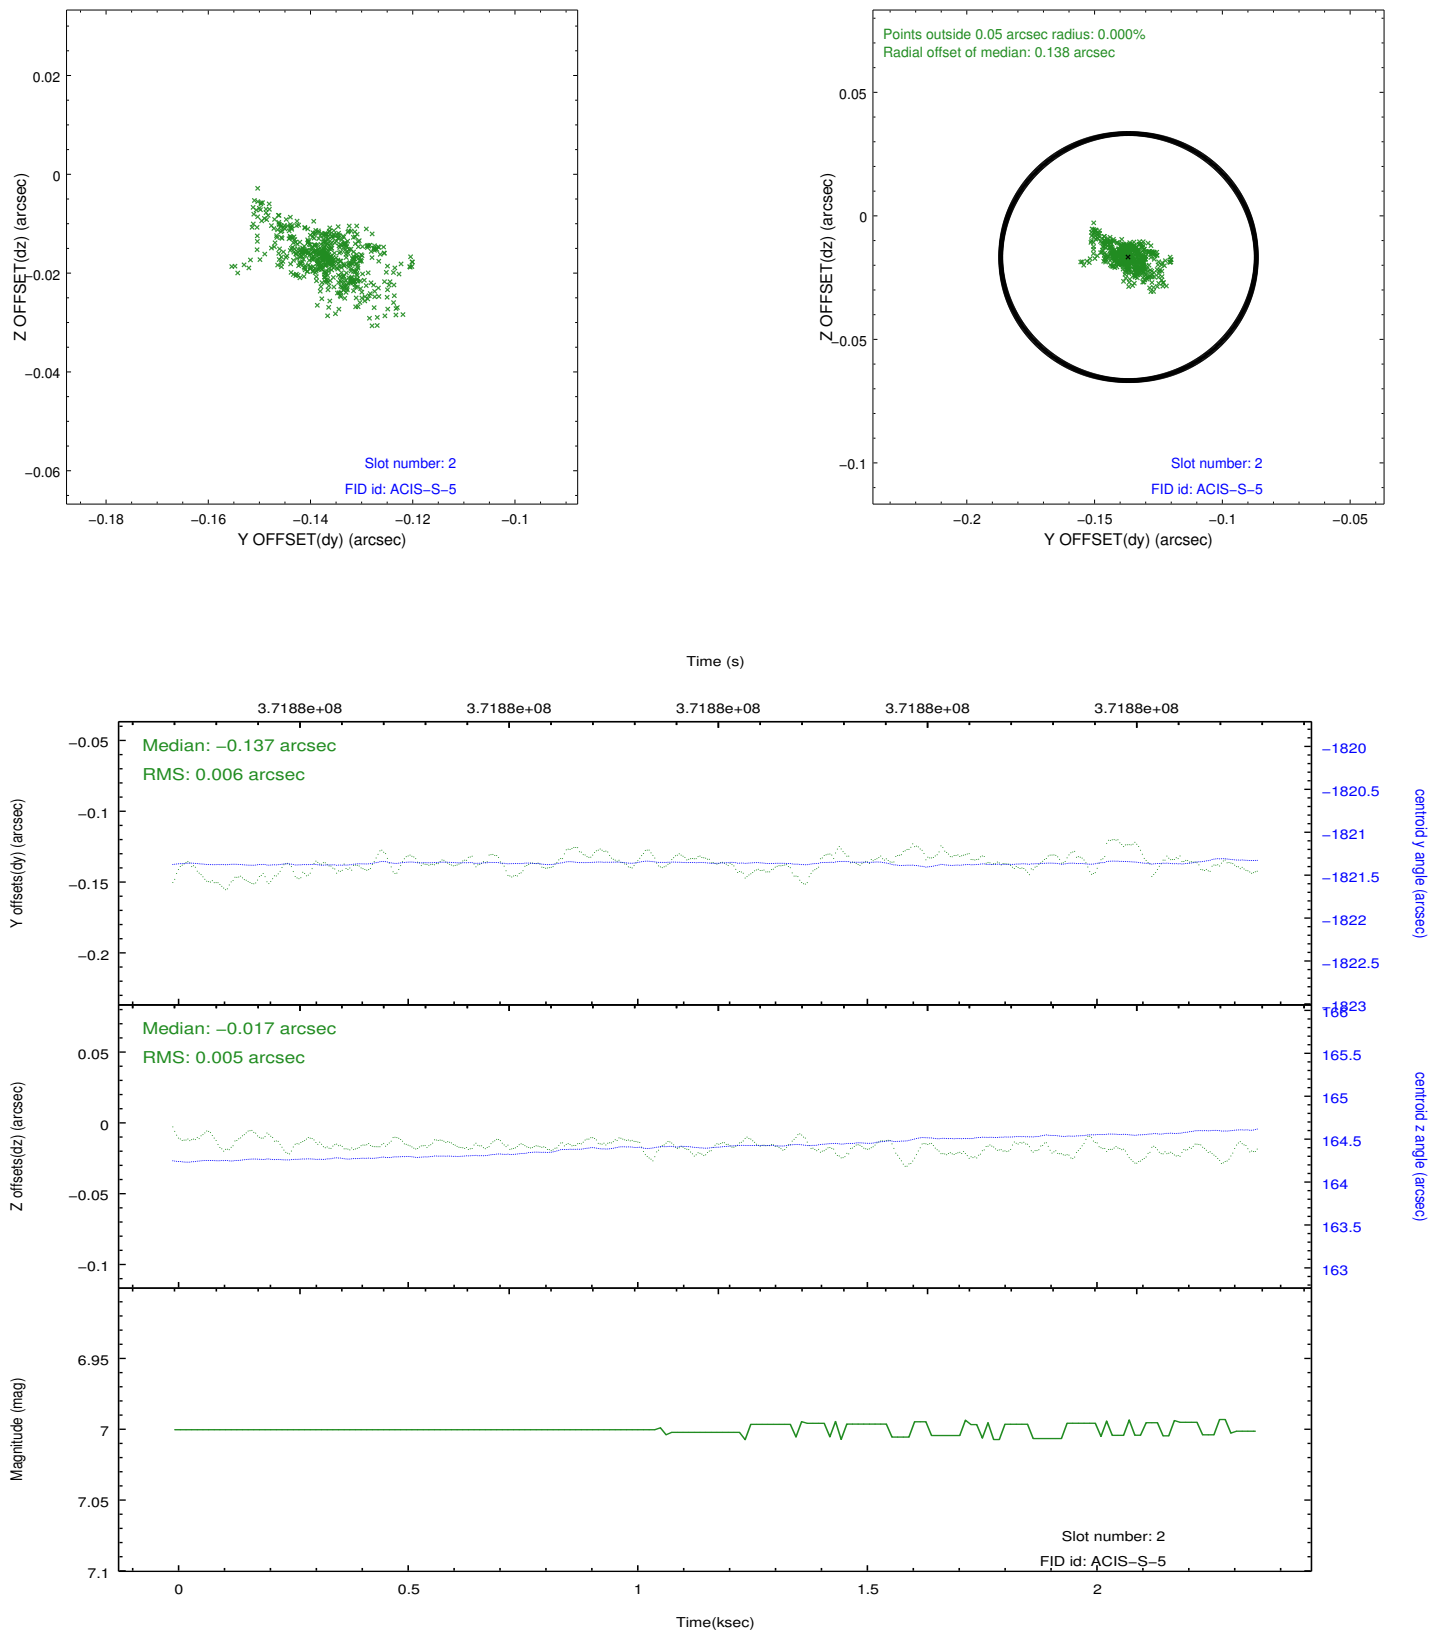 0.02
0
−0.02
−0.04
−0.06
Z OFFSET(dz) (arcsec)
Slot number: 2
FID id: ACIS−S−5
−0.18
−0.16
−0.14
−0.12
−0.1
Y OFFSET(dy) (arcsec)
Points outside 0.05 arcsec radius: 0.000%
Radial offset of median: 0.138 arcsec
0.05
0
−0.05
−0.1
Z OFFSET(dz) (arcsec)
Slot number: 2
FID id: ACIS−S−5
−0.2
−0.15
−0.1
−0.05
Y OFFSET(dy) (arcsec)
Time (s)
3.7188e+08
3.7188e+08
3.7188e+08
3.7188e+08
3.7188e+08
Median: −0.137 arcsec
RMS: 0.006 arcsec
−0.05
−0.1
−0.15
−0.2
Y offsets(dy) (arcsec)
−1820
−1820.5
−1821
−1821.5
−1822
−1822.5
−1823
centroid y angle (arcsec)
Median: −0.017 arcsec
RMS: 0.005 arcsec
0.05
0
−0.05
−0.1
Z offsets(dz) (arcsec)
166
165.5
165
164.5
164
163.5
163
centroid z angle (arcsec)
6.95
7
7.05
7.1
Magnitude (mag)
Slot number: 2
FID id: ACIS−S−5
0
0.5
1
1.5
2
Time(ksec)